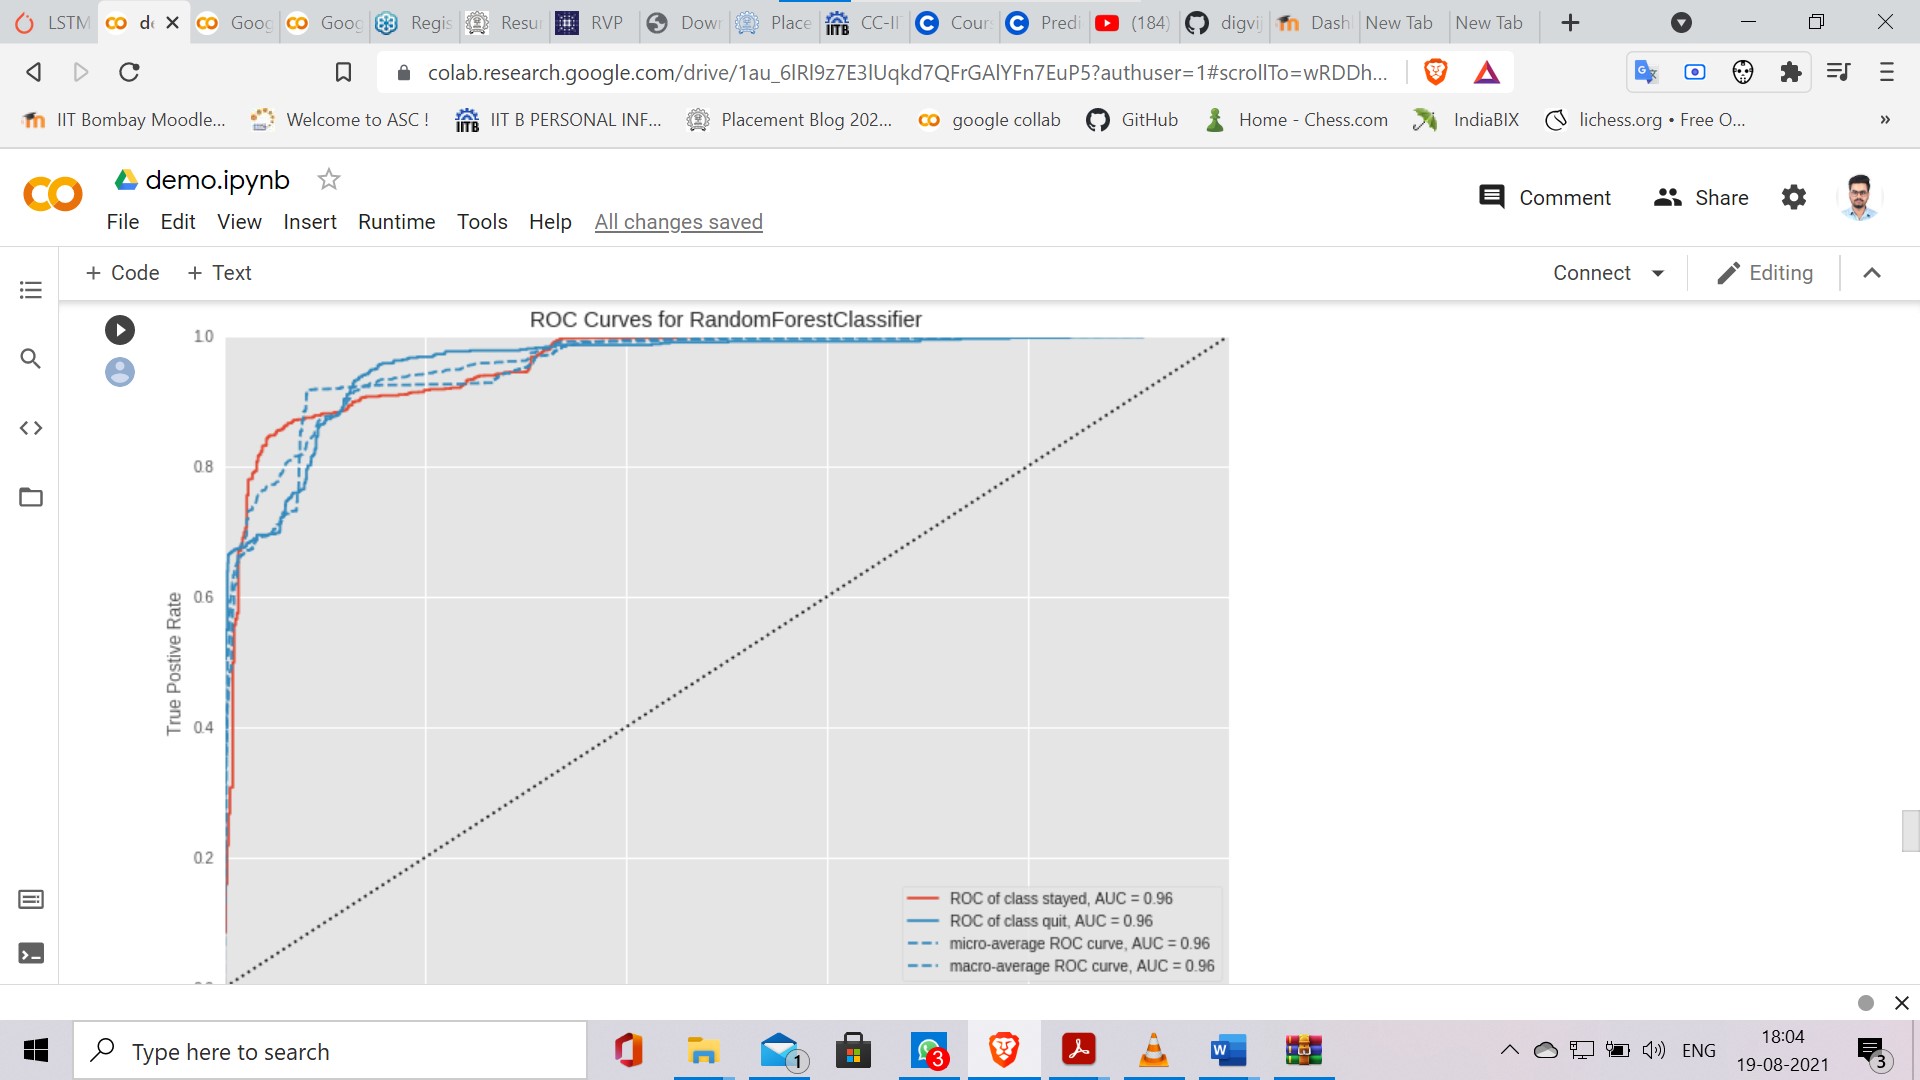 LSTM
de
Goog
Goog
Regis
Resu
RVP
Down
Place
CC-II
Cours
Predi
(184)
digvij
Dash
New Tab
New Tab
colab.research.google.com/drive/1au_6lRl9z7E3lUqkd7QFrGAlYFn7EuP5?authuser=1#scrollTo=wRDDh...
IIT Bombay Moodle...
Welcome to ASC !
IIT B PERSONAL INF...
Placement Blog 202...
google collab
GitHub
Home - Chess.com
IndiaBIX
lichess.org • Free O...
»
demo.ipynb
Comment
Share
File Edit View Insert Runtime Tools Help All changes saved
+ Code + Text
Connect
Editing
ROC Curves for RandomForestClassifier
1.0
0.8
0.6
0.4
0.2
True Postive Rate
ROC of class stayed, AUC = 0.96
ROC of class quit, AUC = 0.96
micro-average ROC curve, AUC = 0.96
macro-average ROC curve, AUC = 0.96
Type here to search
1
3
W
ENG
18:04
19-08-2021
3